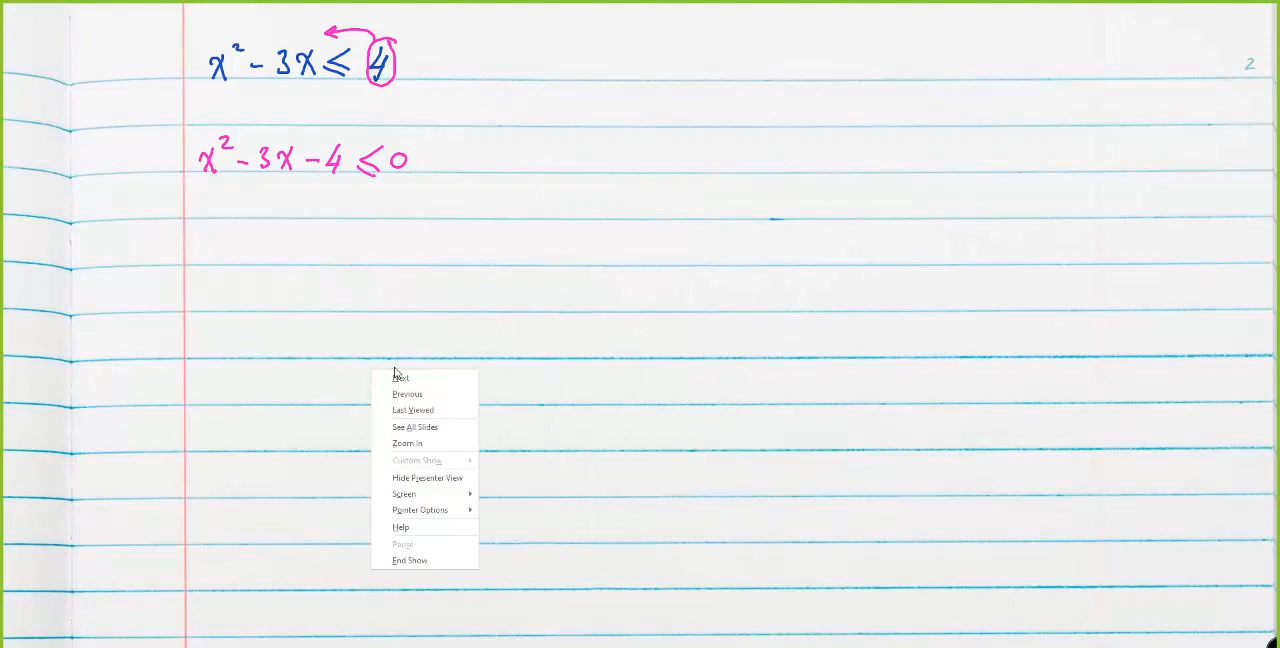 x² - 3x ≤ 4
2
x² - 3x - 4 ≤ 0
Next
Previous
Last Viewed
See All Slides
Zoom In
Custom Show
Hide Presenter View
Screen
Pointer Options
Help
Pause
End Show